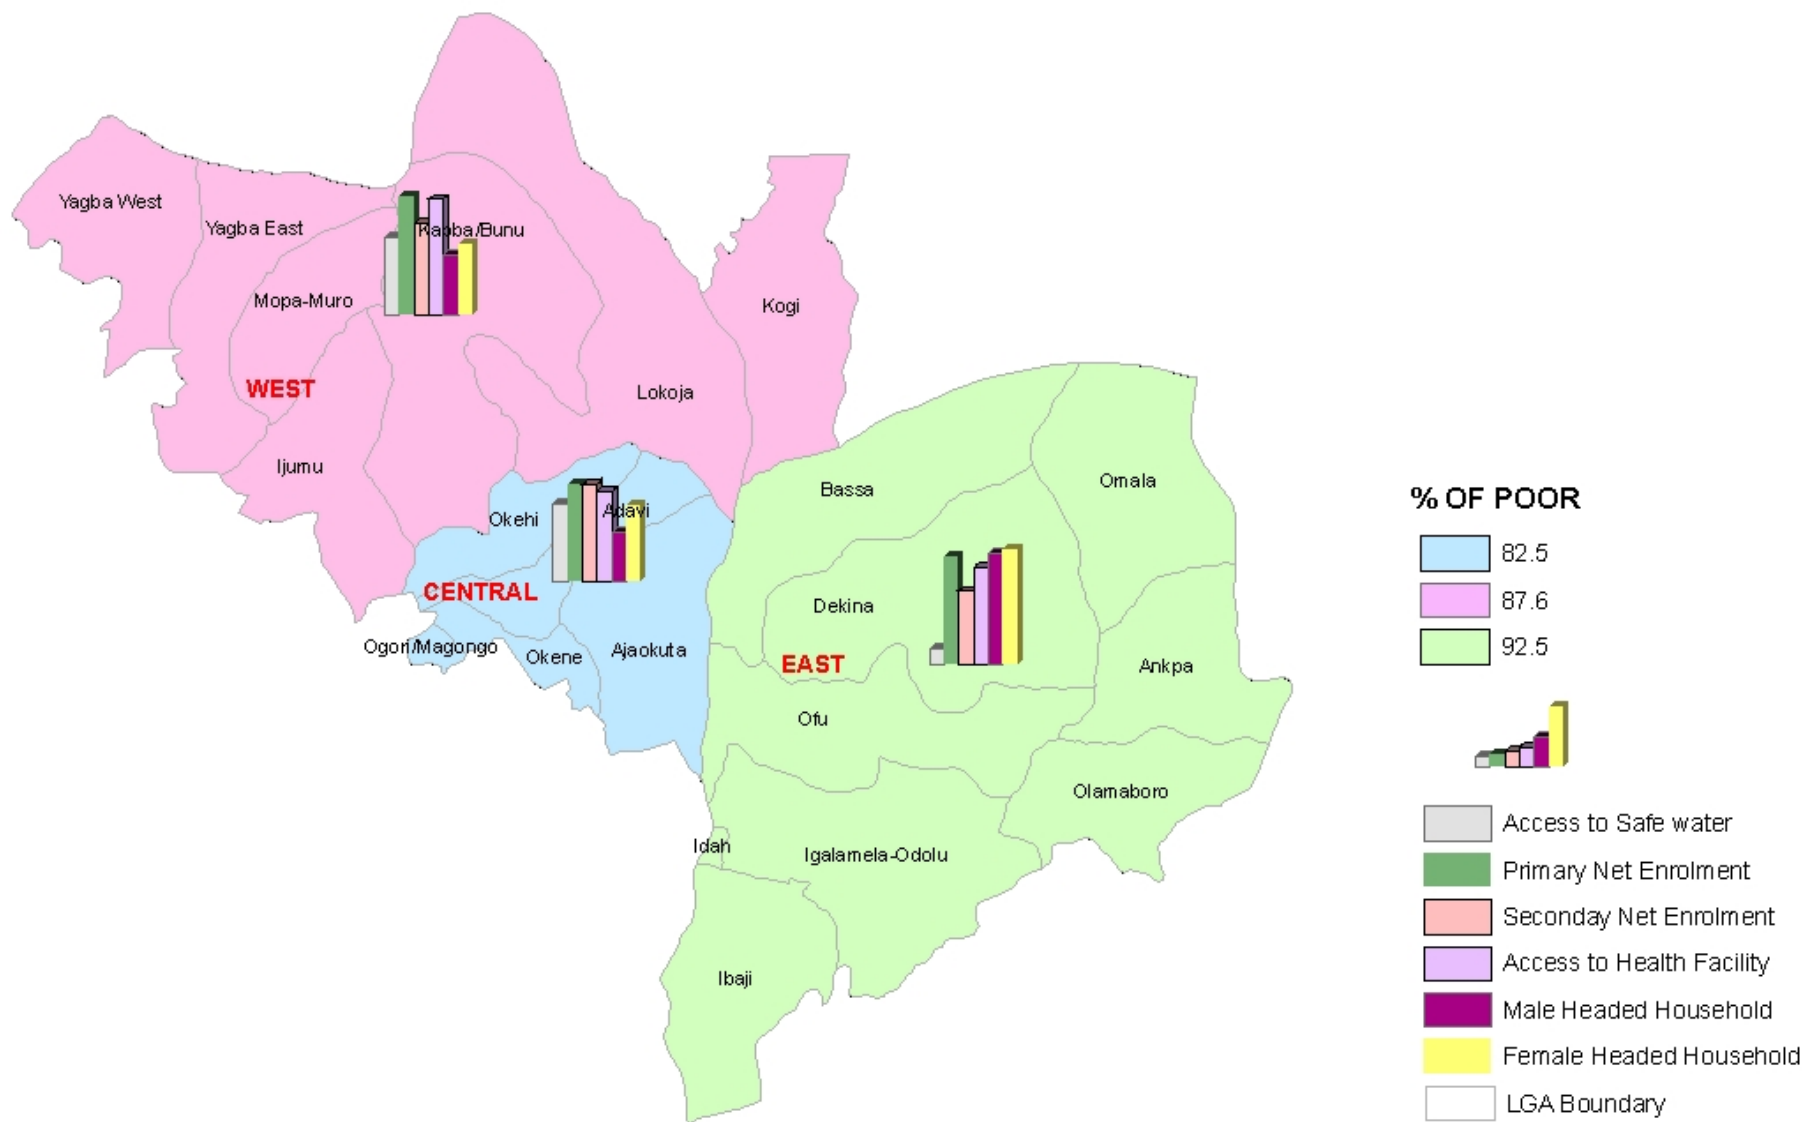 Yagba West
Yagba East
Kabba/Bunu
Mopa-Muro
Kogi
WEST
Lokoja
Ijumu
Bassa
Omala
Okehi
Adavi
CENTRAL
Dekina
Ogori/Magongo
Okene
Ajaokuta
EAST
Ankpa
Ofu
Olamaboro
Idah
Igalamela-Odolu
Ibaji
% OF POOR
82.5
87.6
92.5
Access to Safe water
Primary Net Enrolment
Seconday Net Enrolment
Access to Health Facility
Male Headed Household
Female Headed Household
LGA Boundary